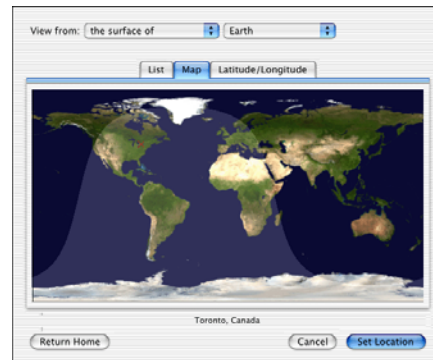 View from: the surface of Earth
List Map Latitude/Longitude
Toronto, Canada
Return Home Cancel Set Location